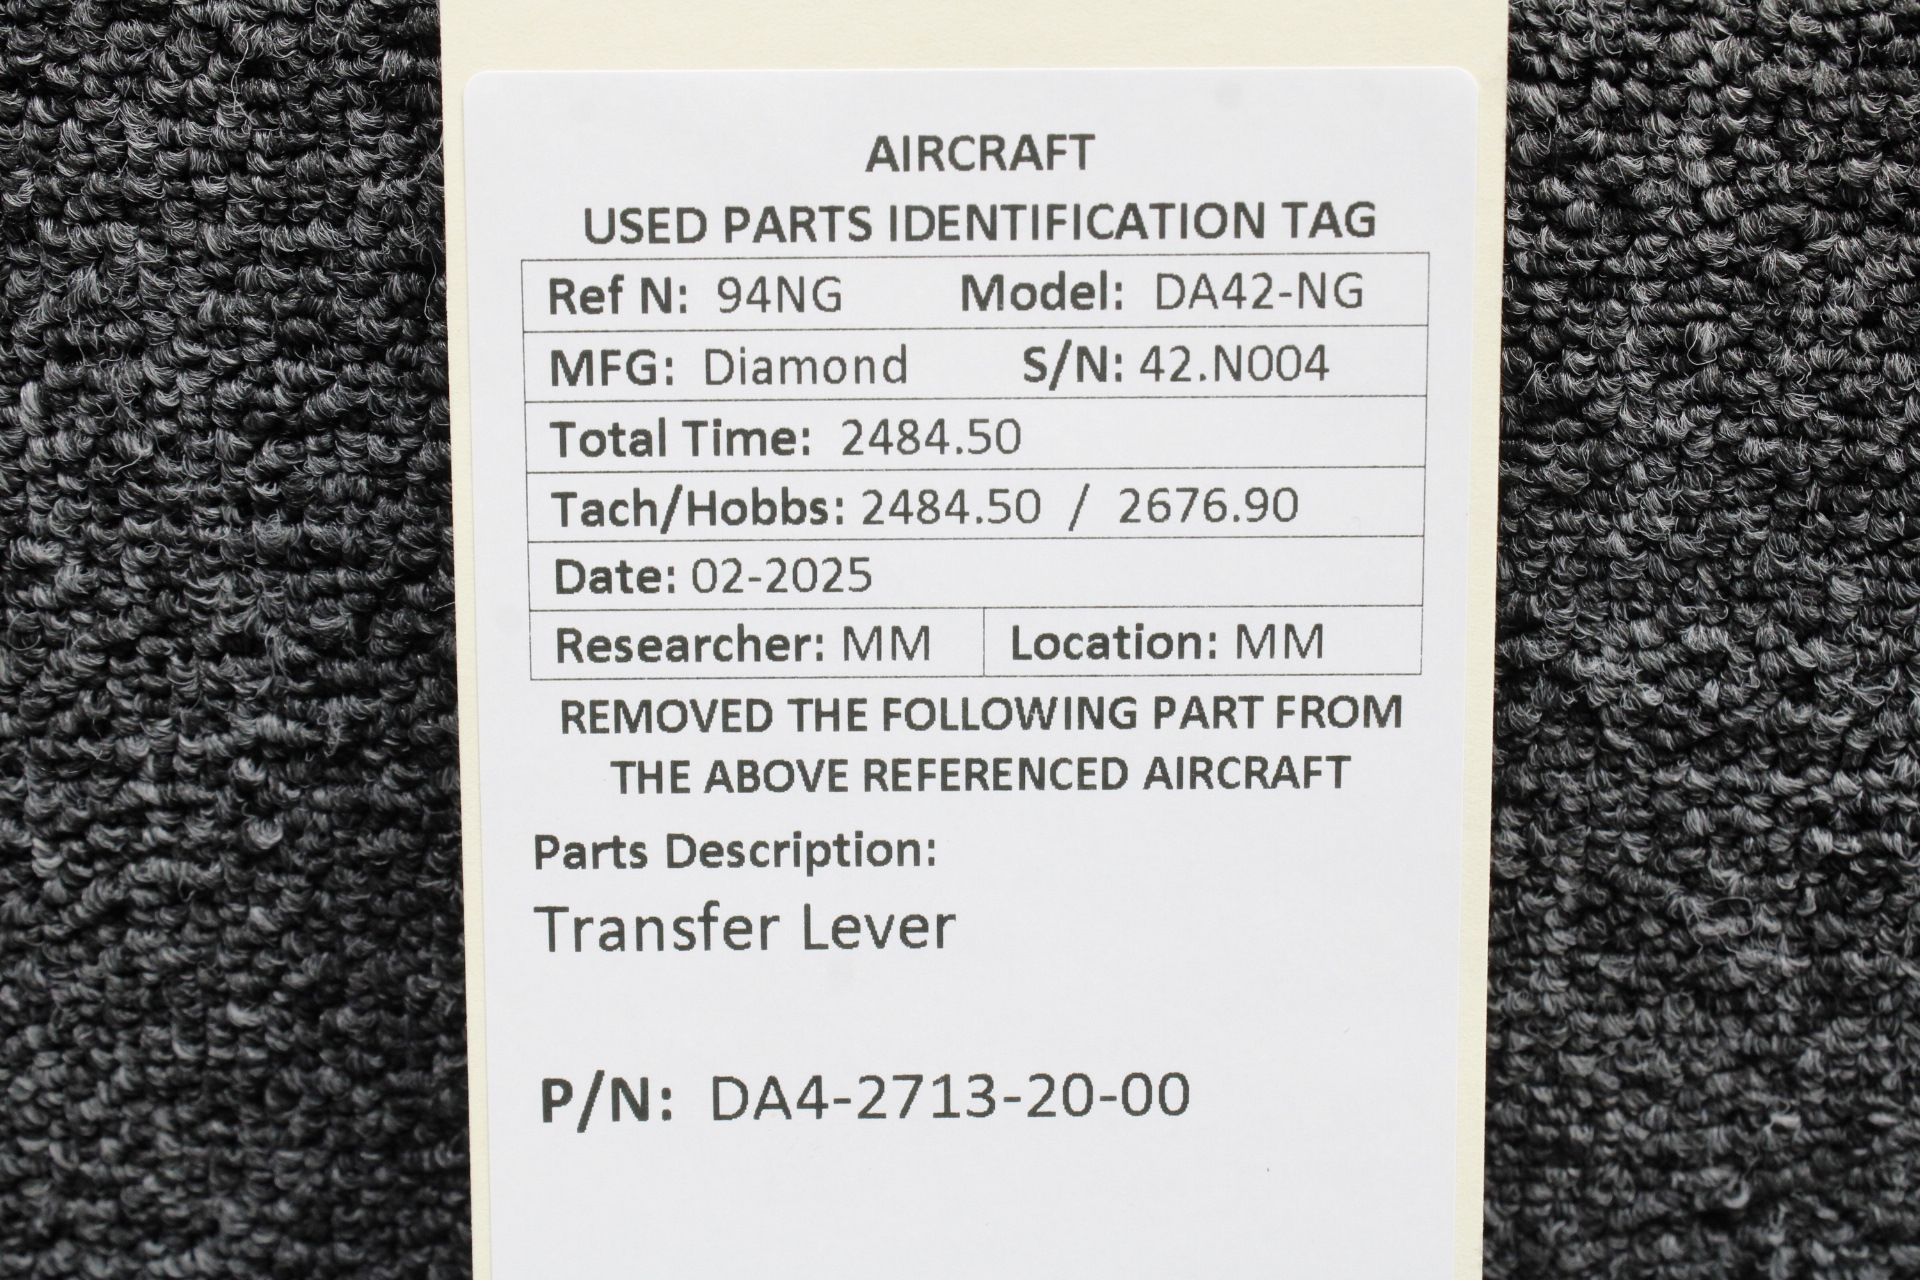 AIRCRAFT
USED PARTS IDENTIFICATION TAG
Ref N: 94NG Model: DA42-NG
MFG: Diamond S/N: 42.N004
Total Time: 2484.50
Tach/Hobbs: 2484.50 / 2676.90
Date: 02-2025
Researcher: MM Location: MM
REMOVED THE FOLLOWING PART FROM
THE ABOVE REFERENCED AIRCRAFT
Parts Description:
Transfer Lever
P/N: DA4-2713-20-00